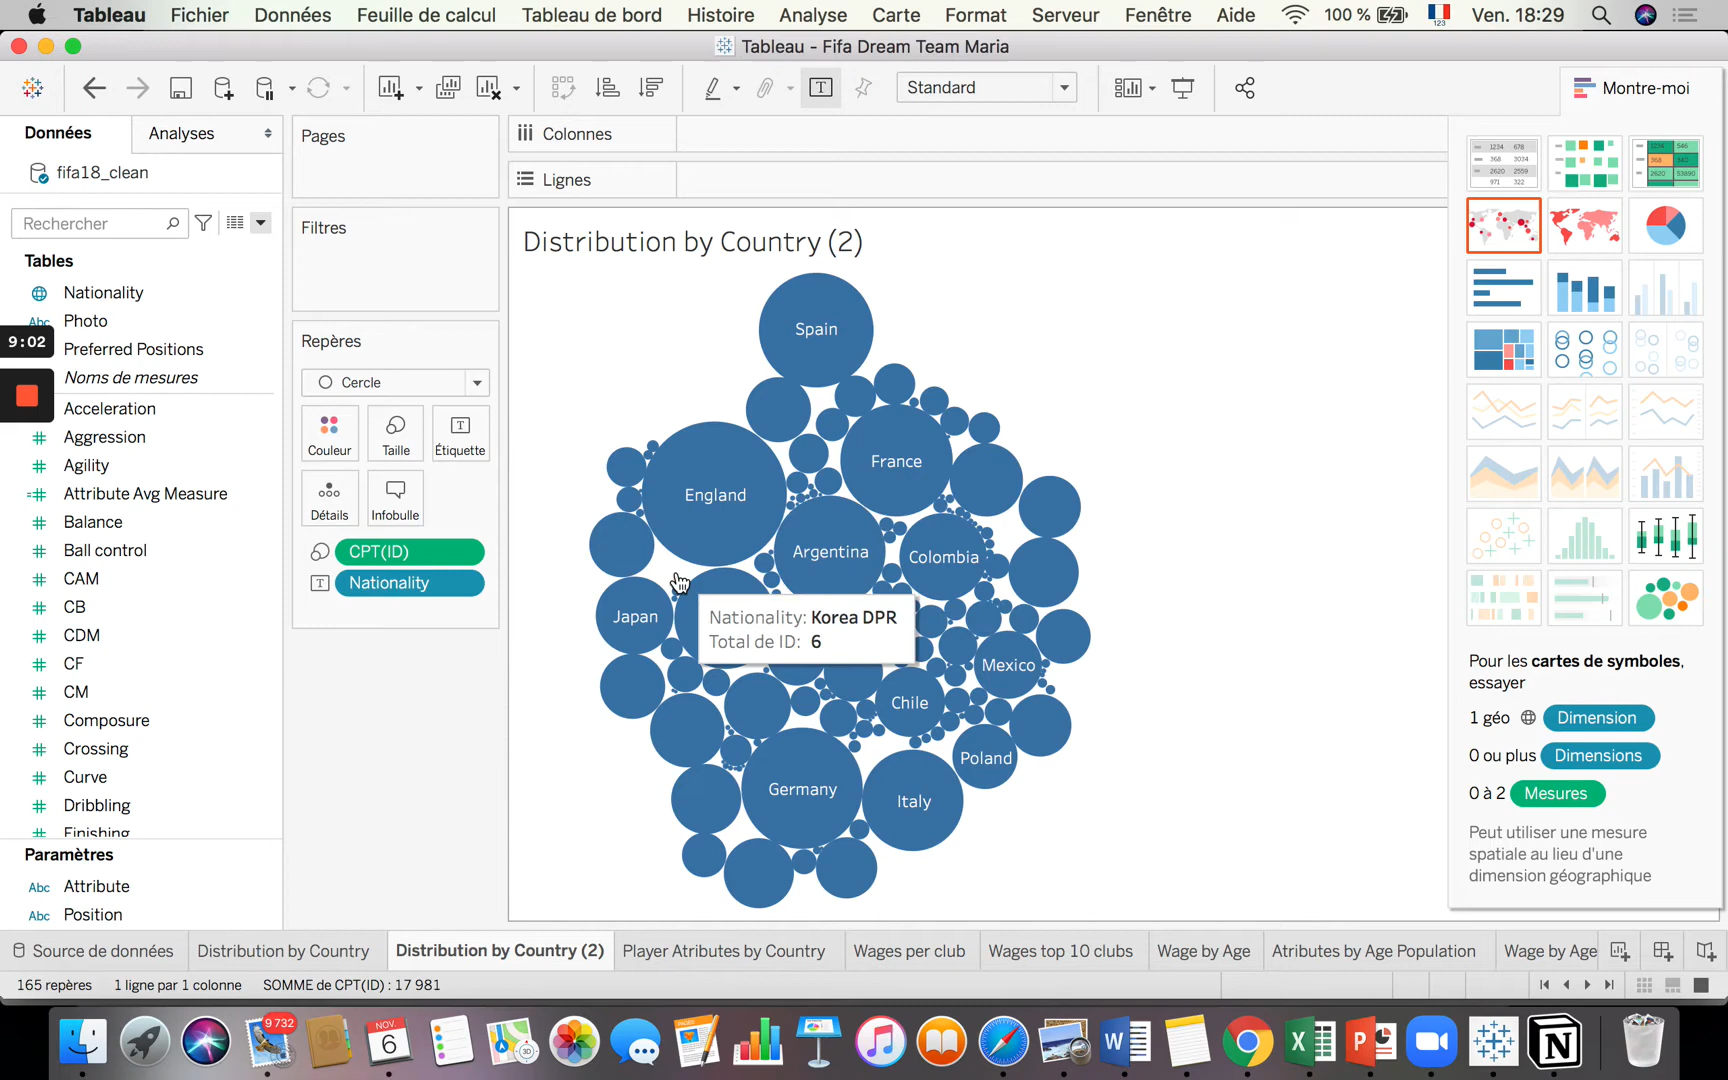 Tableau Fichier Données Feuille de calcul Tableau de bord Histoire Analyse Carte Format Serveur Fenêtre Aide 100 % 123 Ven. 18:29
Tableau - Fifa Dream Team Maria
Standard
Montre-moi
Données Analyses
fifa18_clean
Rechercher
Tables
Nationality
Abc Photo
9:02
Preferred Positions
Noms de mesures
Acceleration
Aggression
Agility
Attribute Avg Measure
Balance
Ball control
CAM
CB
CDM
CF
CM
Composure
Crossing
Curve
Dribbling
Finishing
Paramètres
Abc Attribute
Abc Position
Pages
Filtres
Repères
Cercle
Couleur Taille Étiquette
Détails Infobulle
CPT(ID)
Nationality
Colonnes
Lignes
Distribution by Country (2)
Spain
France
England
Argentina
Colombia
Japan
Nationality: Korea DPR
Total de ID: 6
Mexico
Chile
Poland
Germany
Italy
Pour les cartes de symboles,
essayer
1 géo Dimension
0 ou plus Dimensions
0 à 2 Mesures
Peut utiliser une mesure
spatiale au lieu d'une
dimension géographique
Source de données Distribution by Country Distribution by Country (2) Player Atributes by Country Wages per club Wages top 10 clubs Wage by Age Atributes by Age Population Wage by Age
165 repères 1 ligne par 1 colonne SOMME de CPT(ID) : 17 981
9 732
NOV.
6